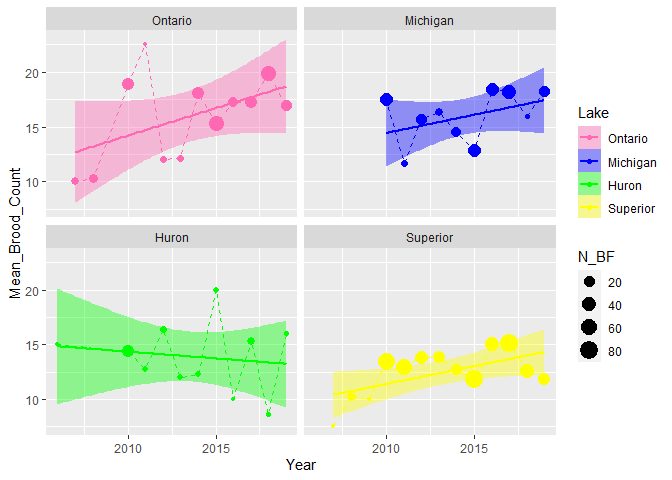 Ontario
Michigan
20
15
10
Huron
Superior
20
15
10
2010
2015
2010
2015
Year
Mean_Brood_Count
Lake
Ontario
Michigan
Huron
Superior
N_BF
20
40
60
80